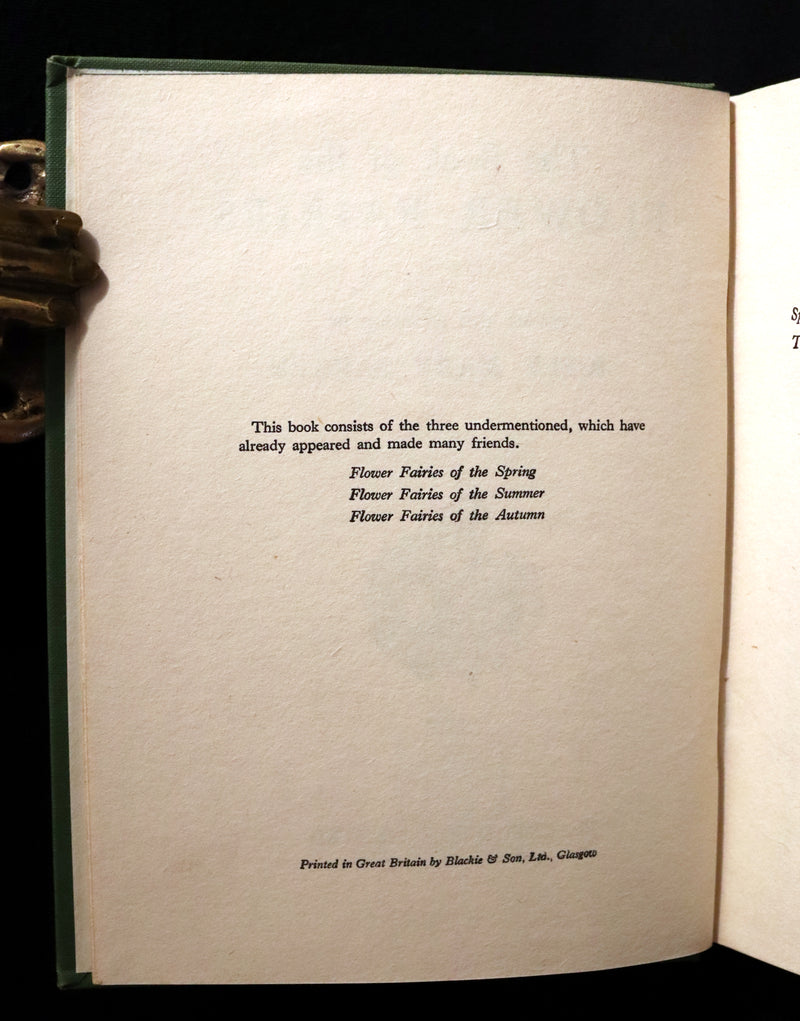 This book consists of the three undermentioned, which have
already appeared and made many friends.
Flower Fairies of the Spring
Flower Fairies of the Summer
Flower Fairies of the Autumn
Printed in Great Britain by Blackie & Son, Ltd., Glasgow